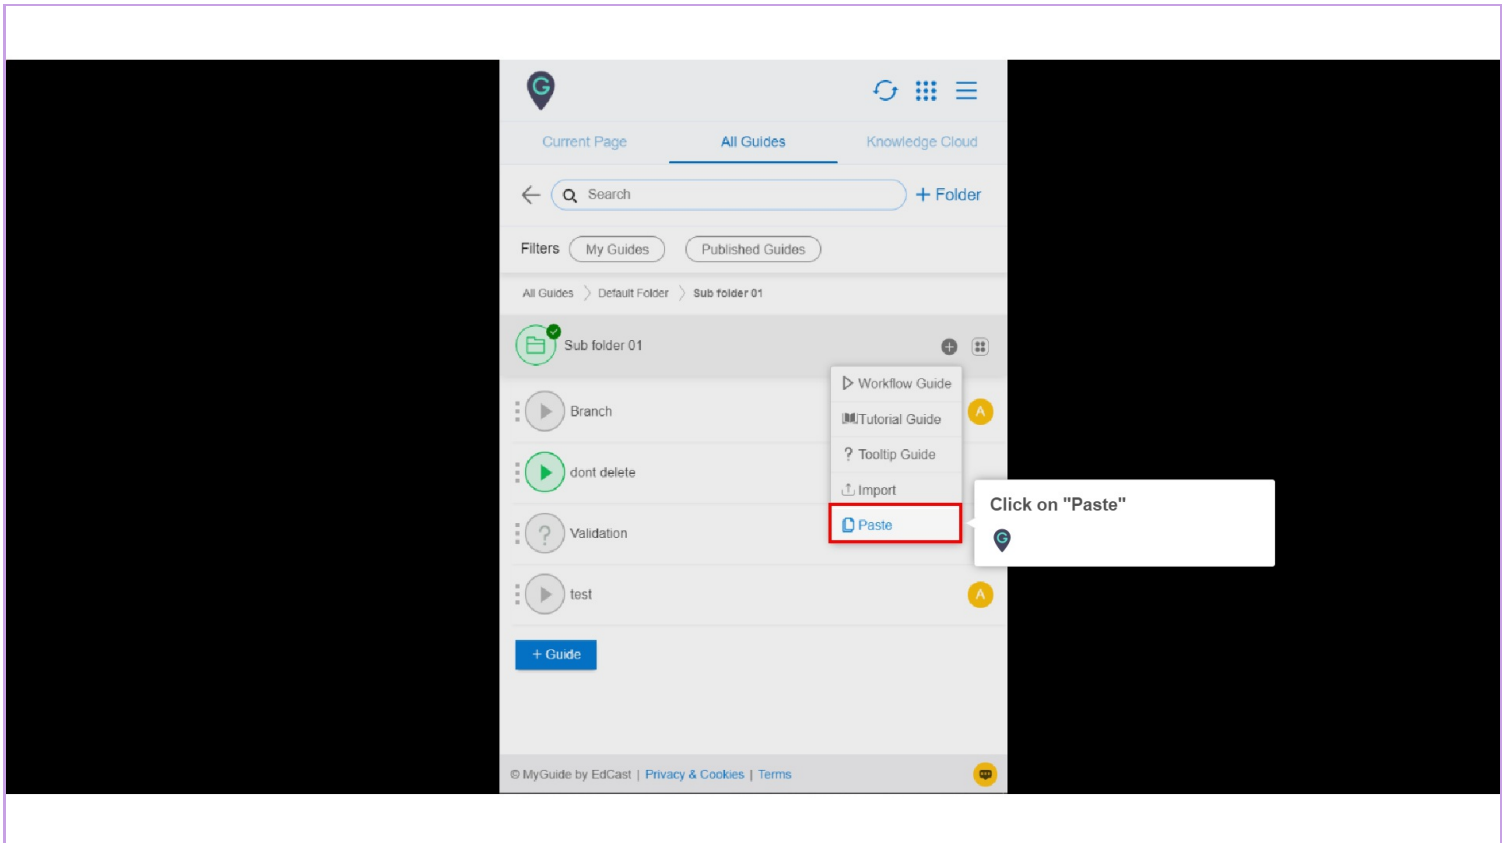 G
Current Page All Guides Knowledge Cloud
Search + Folder
Filters My Guides Published Guides
All Guides Default Folder Sub folder 01
Sub folder 01
Workflow Guide
Branch A
Tutorial Guide
dont delete
? Tooltip Guide
Import
Click on "Paste"
Paste
? Validation
G
test A
+ Guide
© MyGuide by EdCast | Privacy & Cookies | Terms